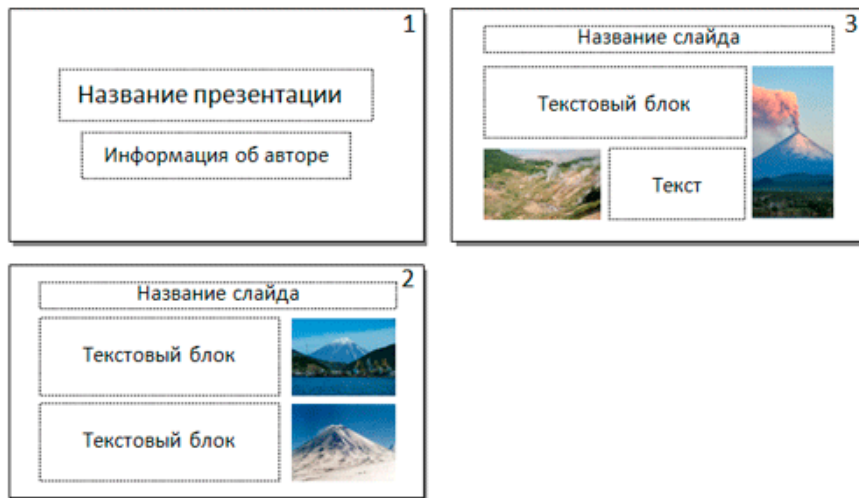 1
Название презентации
Информация об авторе
2
Название слайда
Текстовый блок
Текстовый блок
3
Название слайда
Текстовый блок
Текст